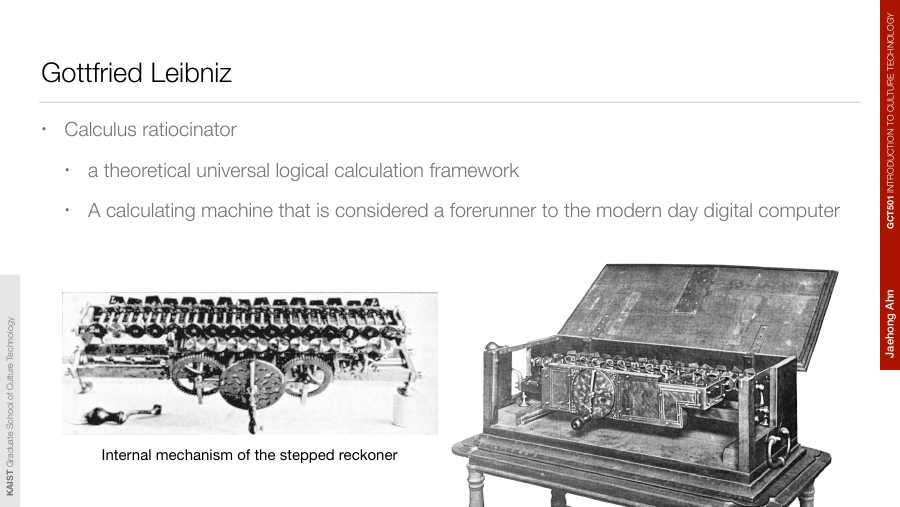 Gottfried Leibniz
• Calculus ratiocinator
• a theoretical universal logical calculation framework
• A calculating machine that is considered a forerunner to the modern day digital computer
Internal mechanism of the stepped reckoner
KAIST Graduate School of Culture Technology
GCT501 INTRODUCTION TO CULTURE TECHNOLOGY
Jaehong Ahn